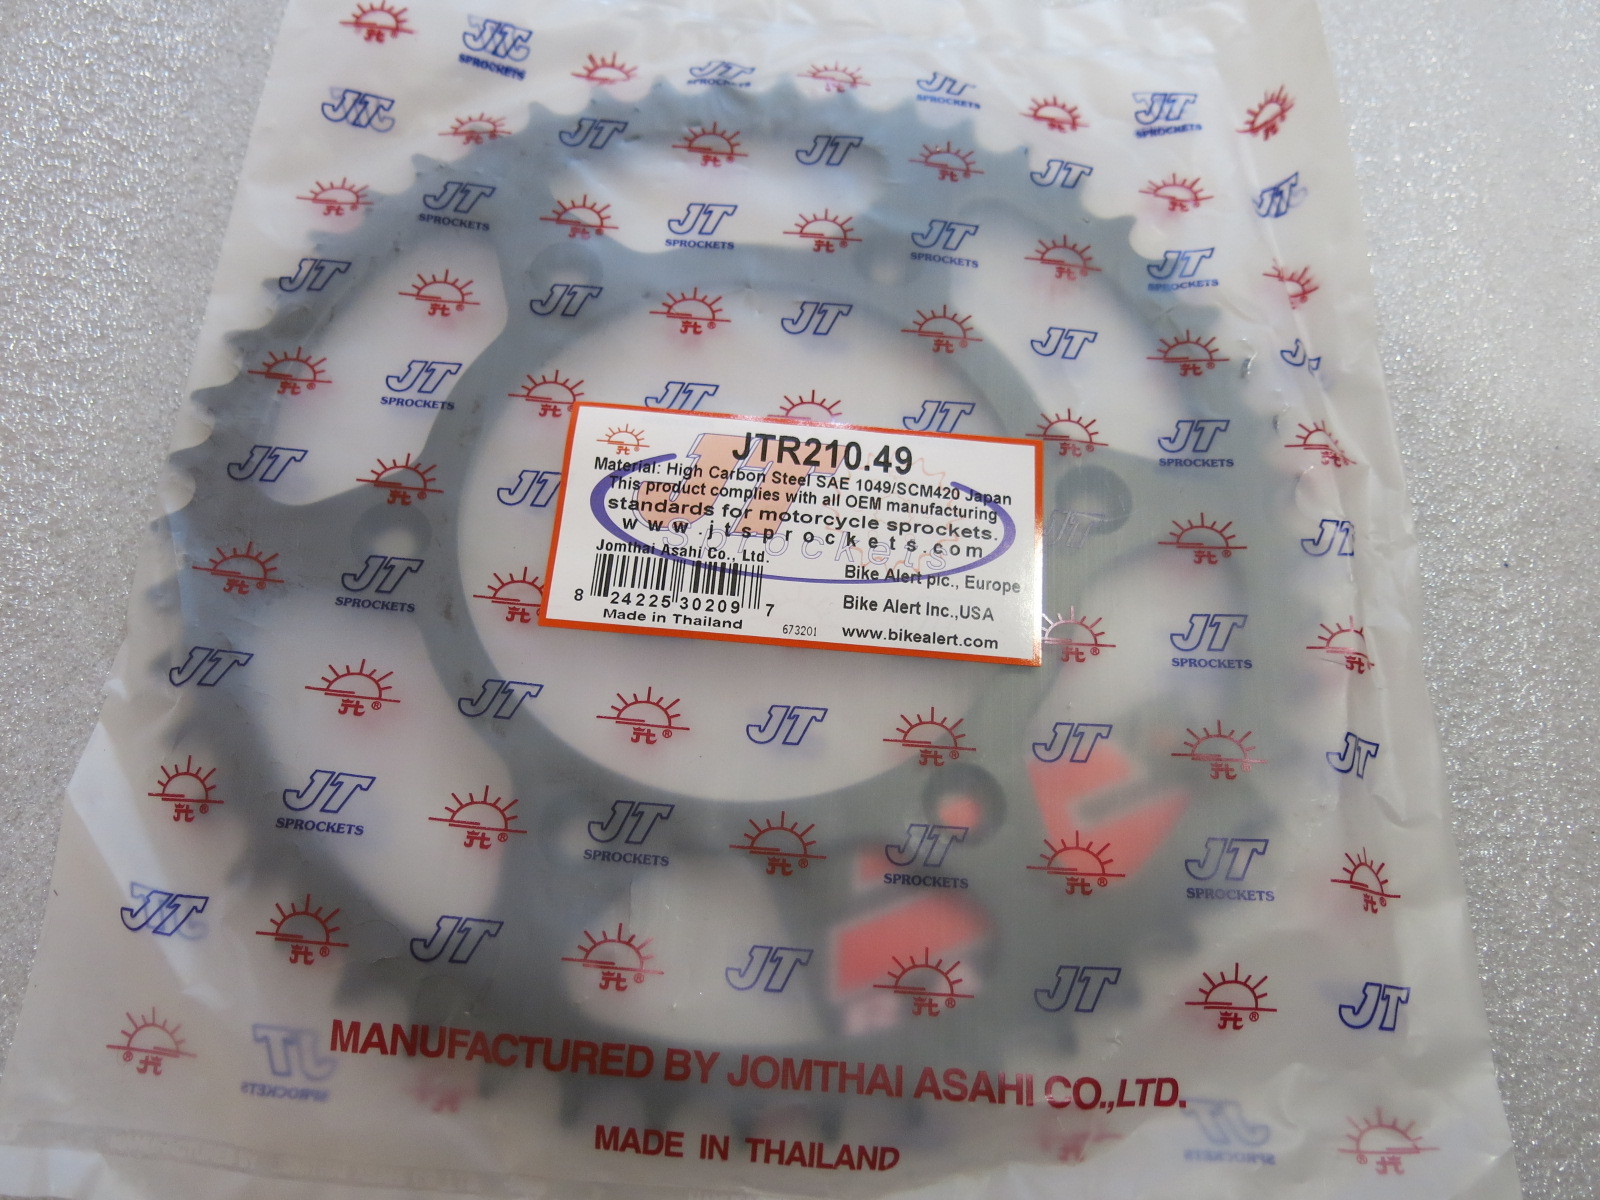 JTR210.49
Material: High Carbon Steel SAE 1049/SCM420 Japan
This product complies with all OEM manufacturing
standards for motorcycle sprockets.
www.jtsprockets.com
Jomthai Asahi Co., Ltd.
Bike Alert plc., Europe
Bike Alert Inc.,USA
8 24225 30209 7
Made in Thailand
673201
www.bikealert.com
JT
Sprockets
JT
SPROCKETS
MANUFACTURED BY JOMTHAI ASAHI CO.,LTD.
MADE IN THAILAND